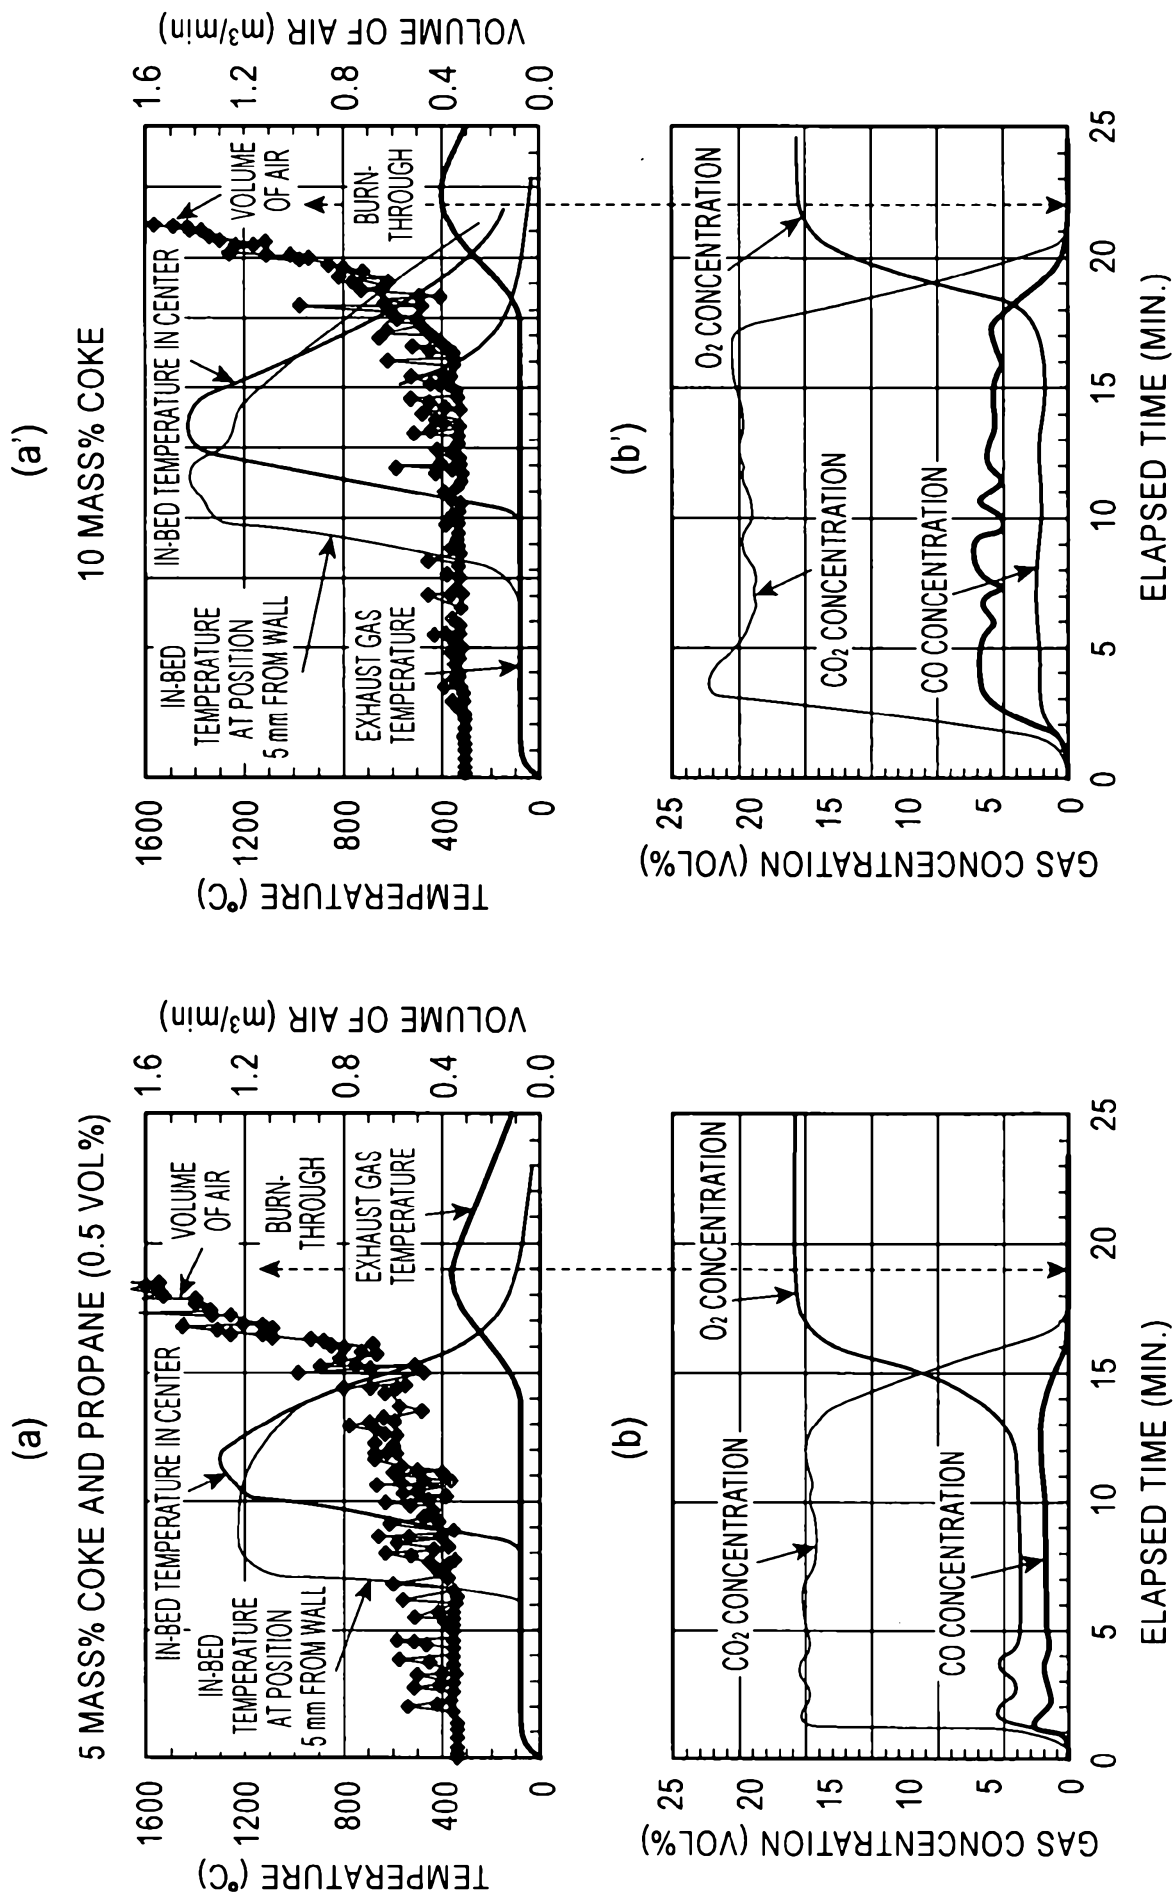 (a)
5 MASS% COKE AND PROPANE (0.5 VOL%)
TEMPERATURE (°C)
1600
1200
800
400
0
VOLUME OF AIR (m³/min)
1.6
1.2
0.8
0.4
0.0
IN-BED TEMPERATURE IN CENTER
VOLUME
OF AIR
IN-BED
TEMPERATURE
AT POSITION
5 mm FROM WALL
BURN-
THROUGH
EXHAUST GAS
TEMPERATURE
(b)
GAS CONCENTRATION (VOL%)
25
20
15
10
5
0
CO₂ CONCENTRATION
O₂ CONCENTRATION
CO CONCENTRATION
0
5
10
15
20
25
ELAPSED TIME (MIN.)
(a')
10 MASS% COKE
TEMPERATURE (°C)
1600
1200
800
400
0
VOLUME OF AIR (m³/min)
1.6
1.2
0.8
0.4
0.0
IN-BED
TEMPERATURE
AT POSITION
5 mm FROM WALL
IN-BED TEMPERATURE IN CENTER
VOLUME
OF AIR
BURN-
THROUGH
EXHAUST GAS
TEMPERATURE
(b')
GAS CONCENTRATION (VOL%)
25
20
15
10
5
0
O₂ CONCENTRATION
CO₂ CONCENTRATION
CO CONCENTRATION
0
5
10
15
20
25
ELAPSED TIME (MIN.)